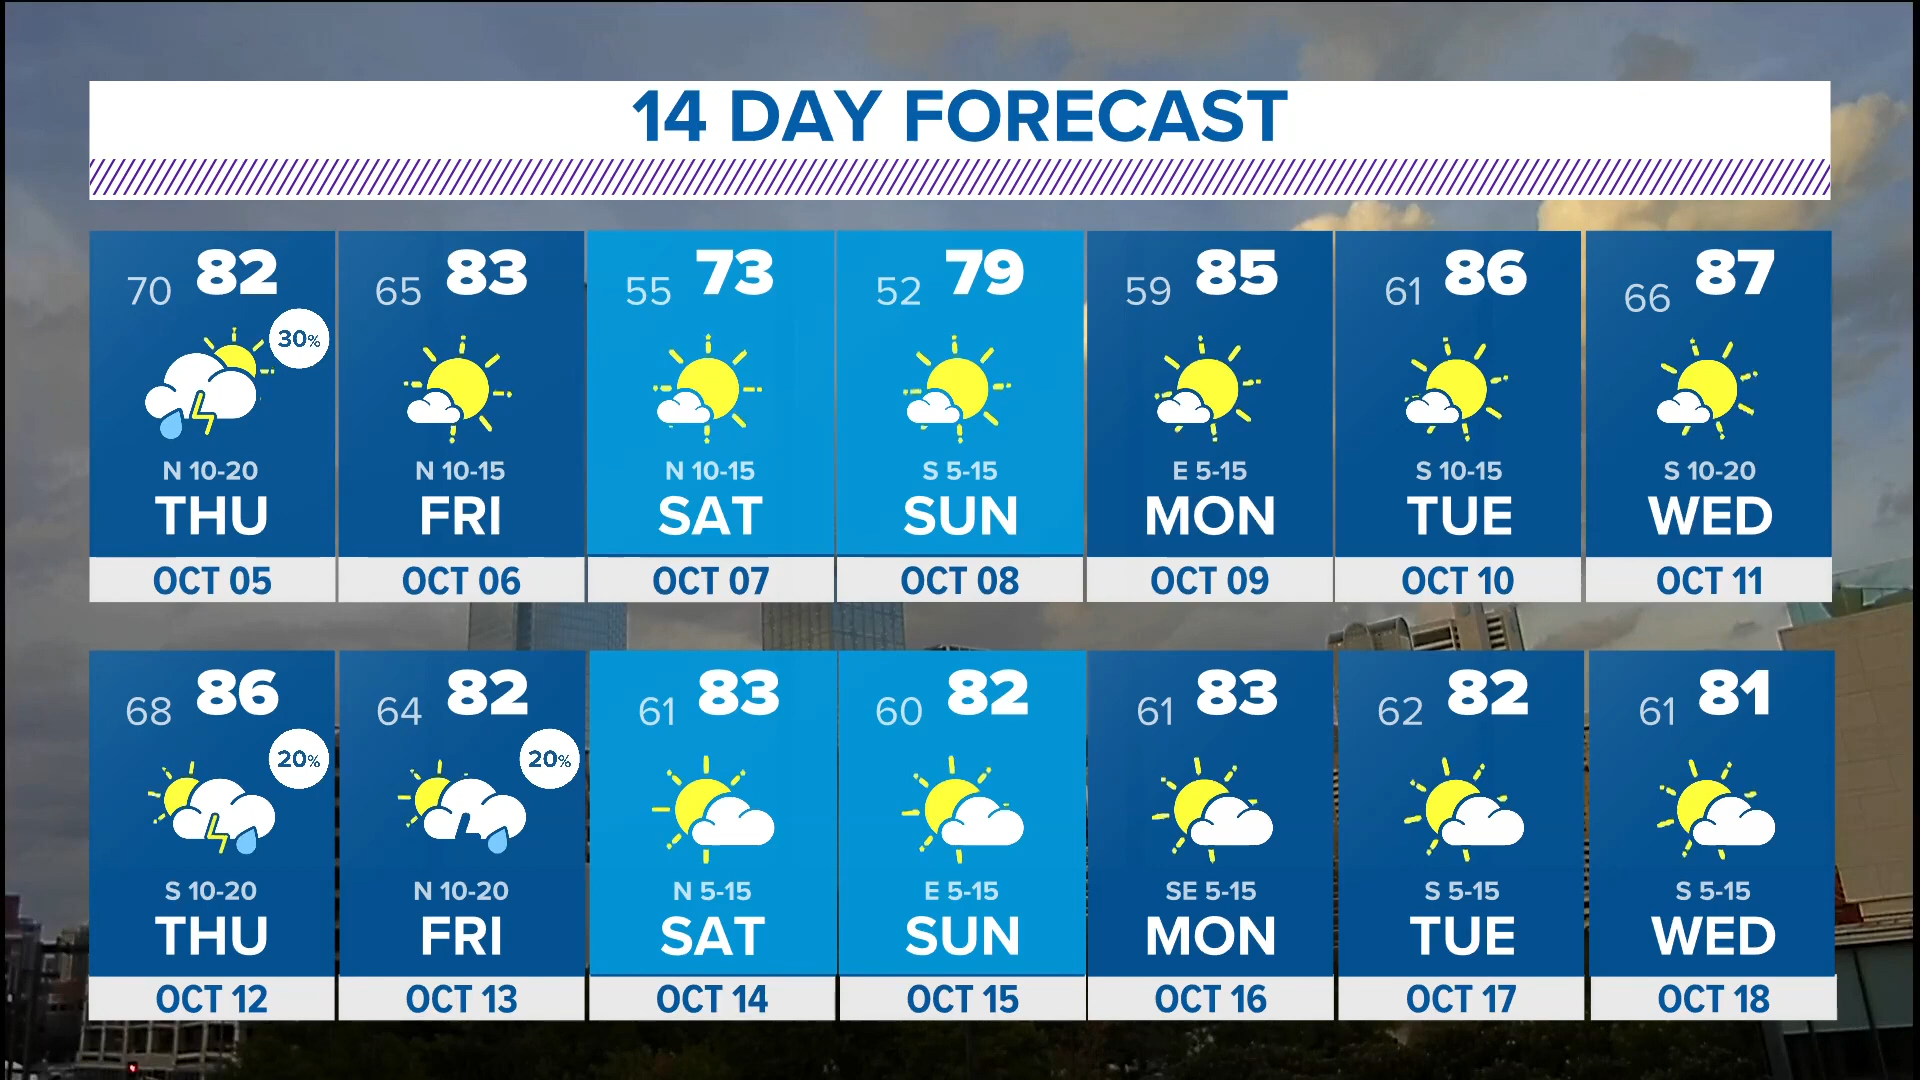 14 DAY FORECAST
70 82 65 83 55 73 52 79 59 85 61 86 66 87
30%
N 10-20 N 10-15 N 10-15 S 5-15 E 5-15 S 10-15 S 10-20
THU FRI SAT SUN MON TUE WED
OCT 05 OCT 06 OCT 07 OCT 08 OCT 09 OCT 10 OCT 11
68 86 64 82 61 83 60 82 61 83 62 82 61 81
20% 20%
S 10-20 N 10-20 N 5-15 E 5-15 SE 5-15 S 5-15 S 5-15
THU FRI SAT SUN MON TUE WED
OCT 12 OCT 13 OCT 14 OCT 15 OCT 16 OCT 17 OCT 18